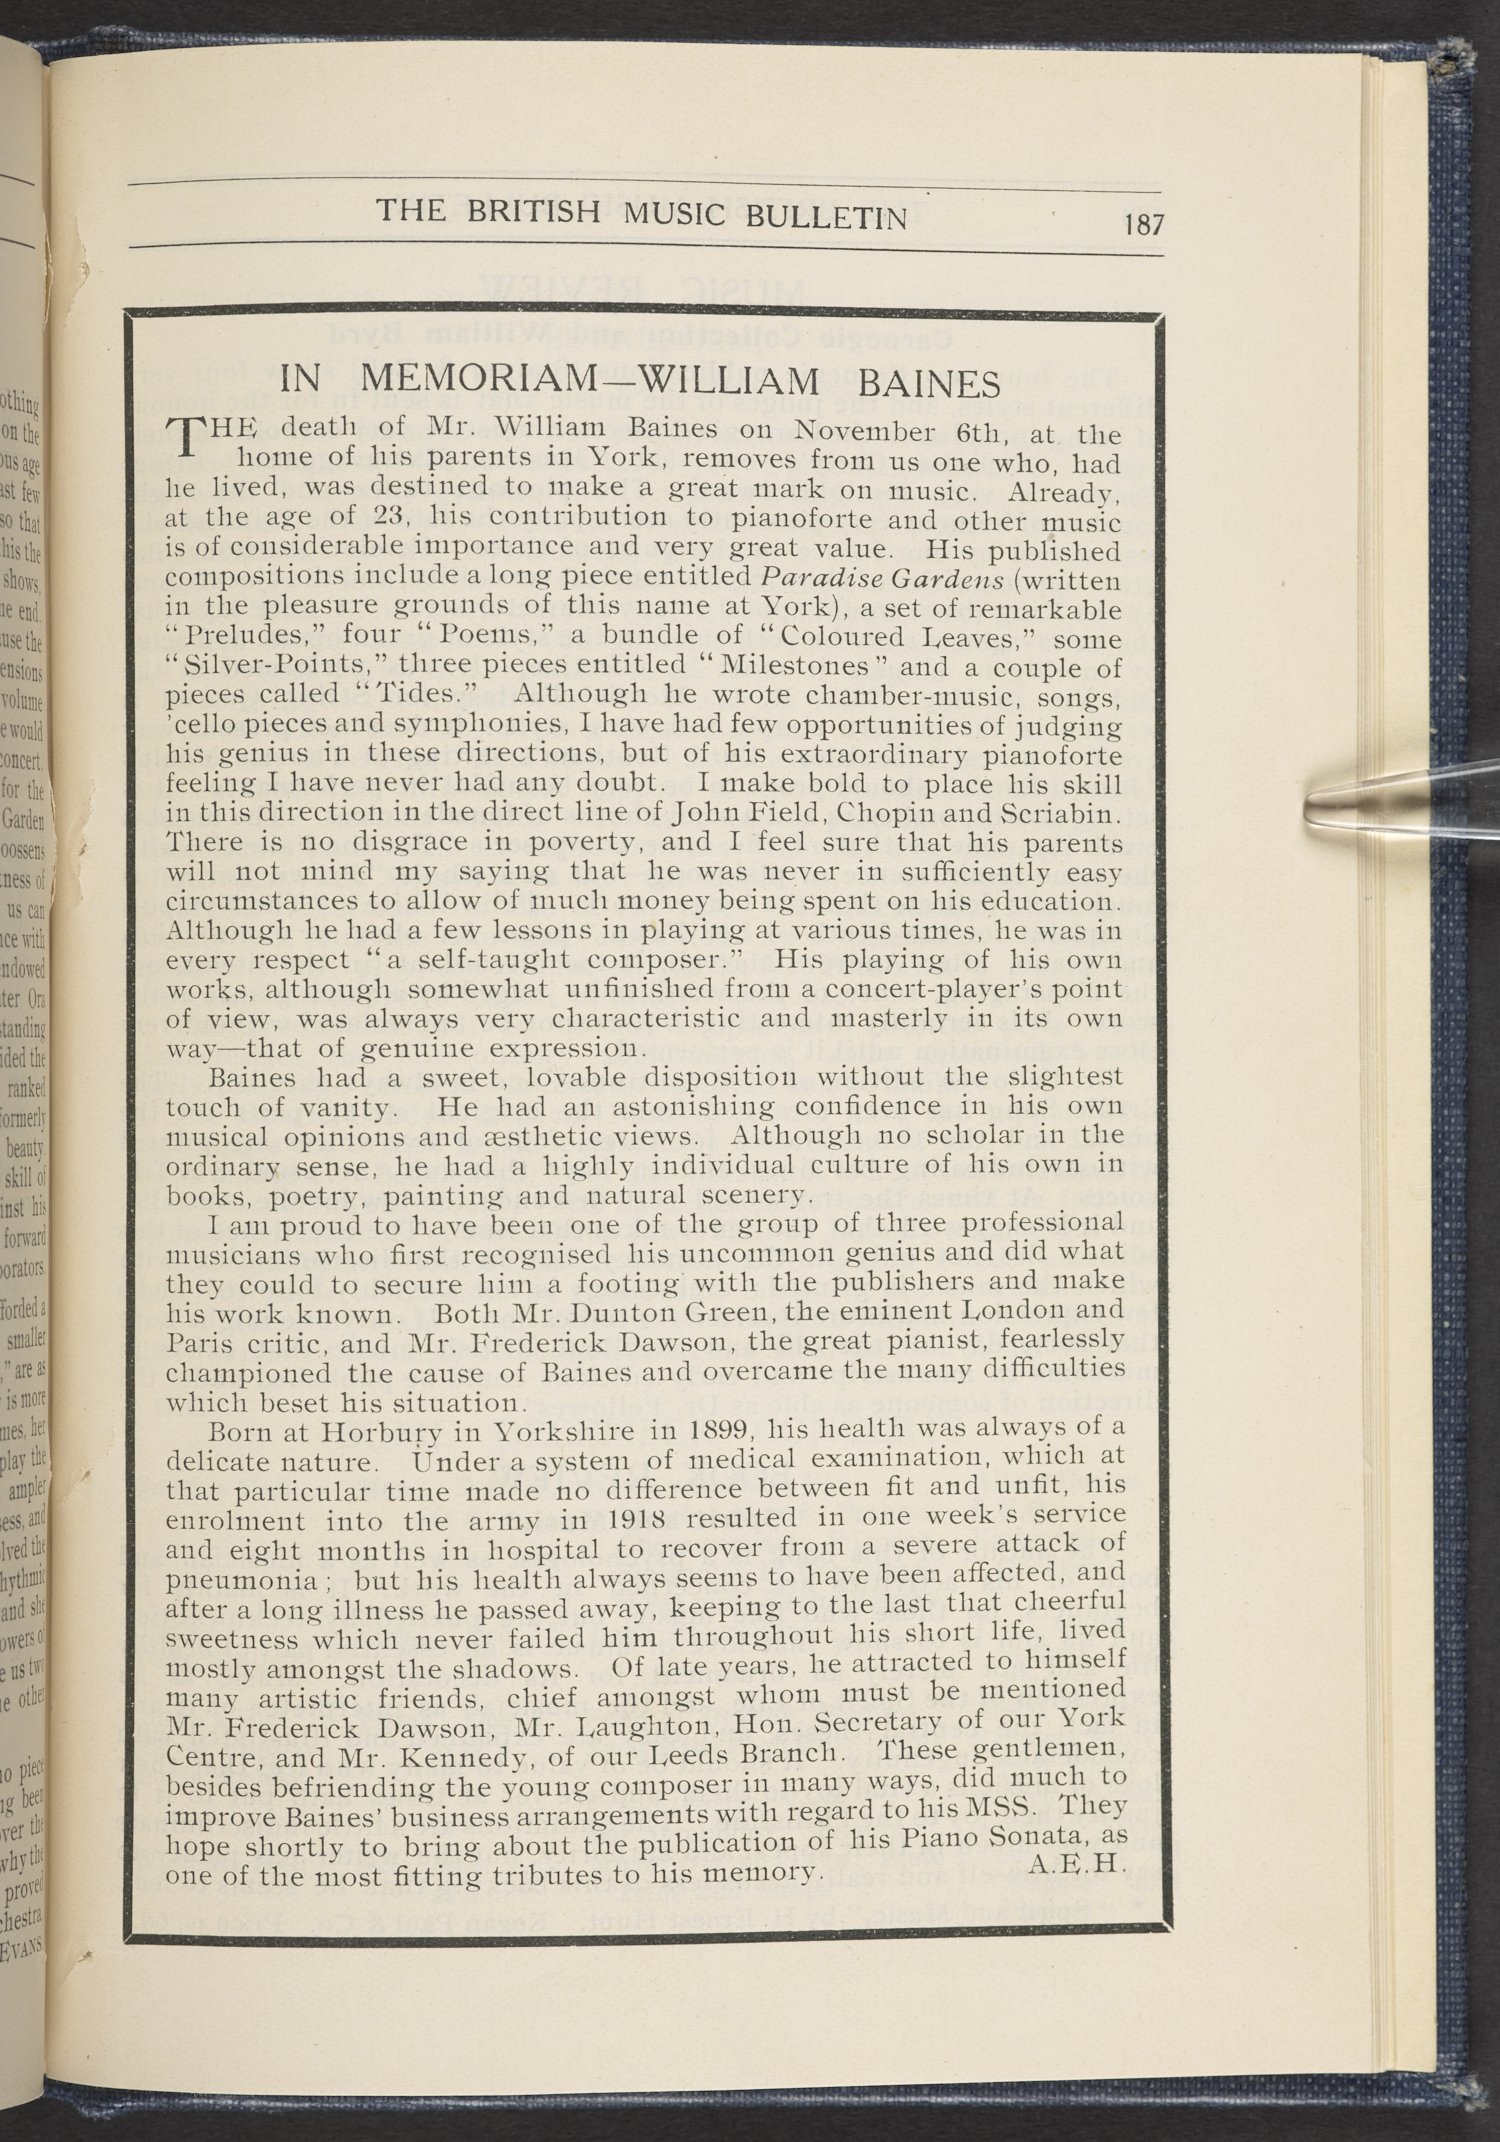 THE BRITISH MUSIC BULLETIN 187
IN MEMORIAM—WILLIAM BAINES
THE death of Mr. William Baines on November 6th, at the
home of his parents in York, removes from us one who, had
he lived, was destined to make a great mark on music. Already,
at the age of 23, his contribution to pianoforte and other music
is of considerable importance and very great value. His published
compositions include a long piece entitled Paradise Gardens (written
in the pleasure grounds of this name at York), a set of remarkable
“Preludes,” four “Poems,” a bundle of “Coloured Leaves,” some
“Silver-Points,” three pieces entitled “Milestones” and a couple of
pieces called “Tides.” Although he wrote chamber-music, songs,
’cello pieces and symphonies, I have had few opportunities of judging
his genius in these directions, but of his extraordinary pianoforte
feeling I have never had any doubt. I make bold to place his skill
in this direction in the direct line of John Field, Chopin and Scriabin.
There is no disgrace in poverty, and I feel sure that his parents
will not mind my saying that he was never in sufficiently easy
circumstances to allow of much money being spent on his education.
Although he had a few lessons in playing at various times, he was in
every respect “a self-taught composer.” His playing of his own
works, although somewhat unfinished from a concert-player’s point
of view, was always very characteristic and masterly in its own
way—that of genuine expression.
Baines had a sweet, lovable disposition without the slightest
touch of vanity. He had an astonishing confidence in his own
musical opinions and æsthetic views. Although no scholar in the
ordinary sense, he had a highly individual culture of his own in
books, poetry, painting and natural scenery.
I am proud to have been one of the group of three professional
musicians who first recognised his uncommon genius and did what
they could to secure him a footing with the publishers and make
his work known. Both Mr. Dunton Green, the eminent London and
Paris critic, and Mr. Frederick Dawson, the great pianist, fearlessly
championed the cause of Baines and overcame the many difficulties
which beset his situation.
Born at Horbury in Yorkshire in 1899, his health was always of a
delicate nature. Under a system of medical examination, which at
that particular time made no difference between fit and unfit, his
enrolment into the army in 1918 resulted in one week’s service
and eight months in hospital to recover from a severe attack of
pneumonia; but his health always seems to have been affected, and
after a long illness he passed away, keeping to the last that cheerful
sweetness which never failed him throughout his short life, lived
mostly amongst the shadows. Of late years, he attracted to himself
many artistic friends, chief amongst whom must be mentioned
Mr. Frederick Dawson, Mr. Laughton, Hon. Secretary of our York
Centre, and Mr. Kennedy, of our Leeds Branch. These gentlemen,
besides befriending the young composer in many ways, did much to
improve Baines’ business arrangements with regard to his MSS. They
hope shortly to bring about the publication of his Piano Sonata, as
one of the most fitting tributes to his memory. A.E.H.